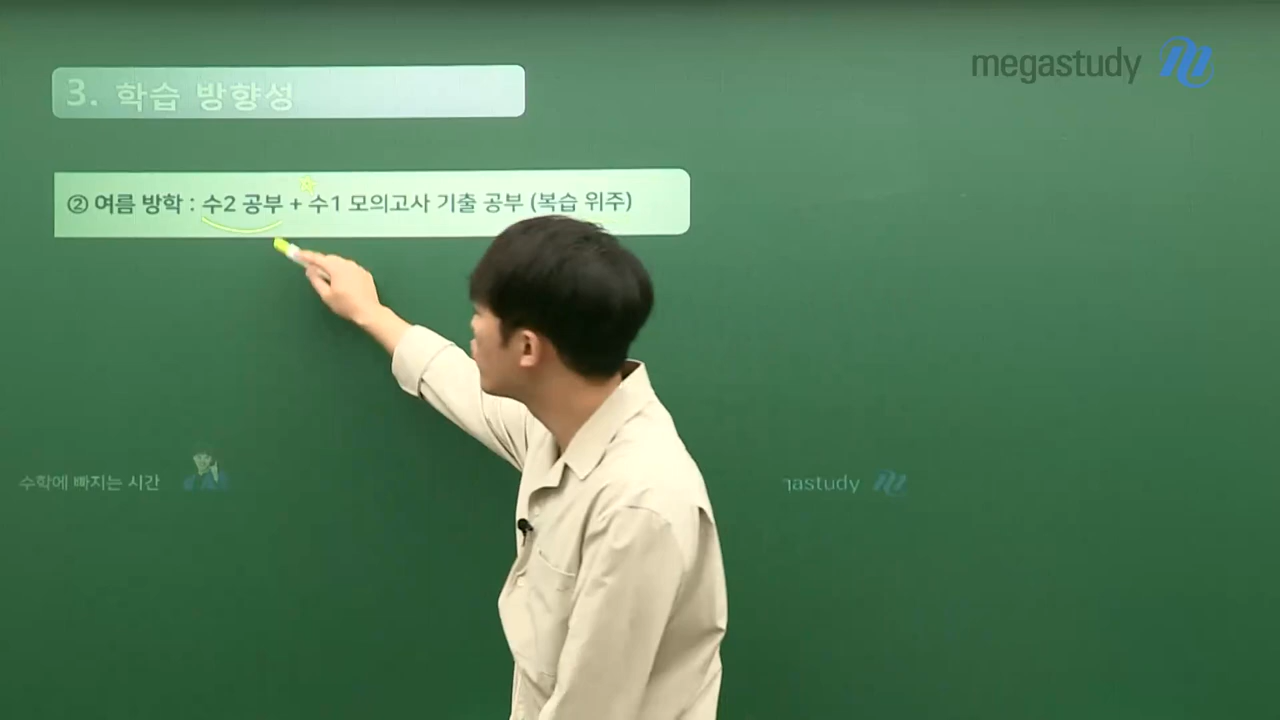 megastudy
3. 학습 방향성
② 여름 방학 : 수2 공부 + 수1 모의고사 기출 공부 (복습 위주)
수학에 빠지는 시간
gastudy